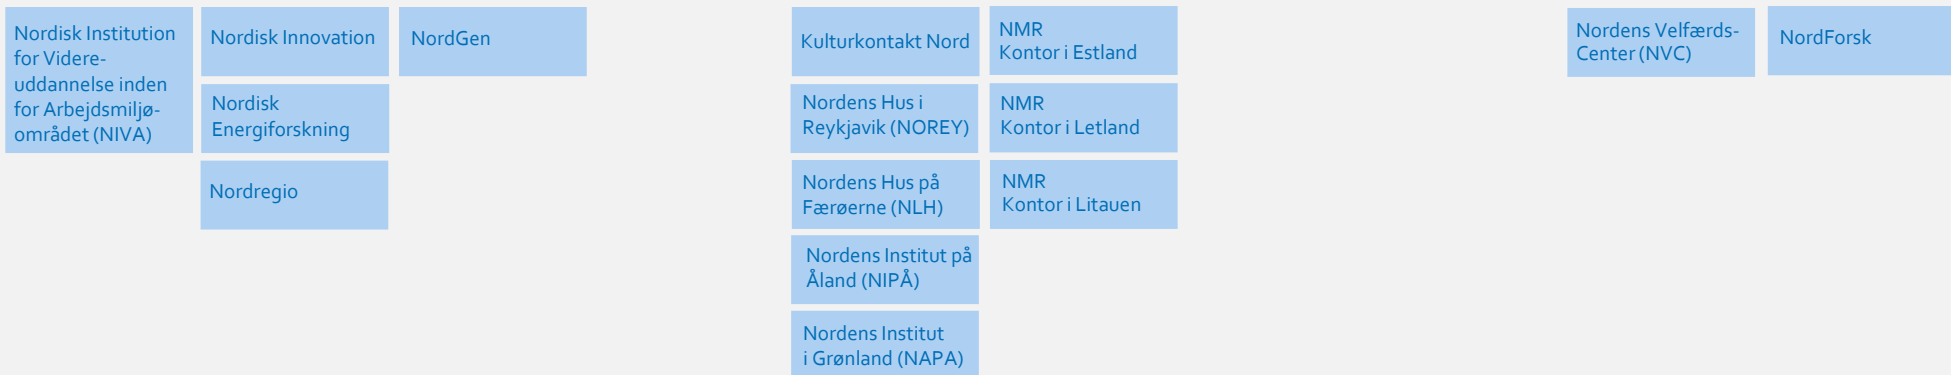 Nordisk Institution
for Videre-
uddannelse inden
for Arbejdsmiljø-
området (NIVA)
Nordisk Innovation
Nordisk
Energiforskning
Nordregio
NordGen
Kulturkontakt Nord
Nordens Hus i
Reykjavik (NOREY)
Nordens Hus på
Færøerne (NLH)
Nordens Institut på
Åland (NIPÅ)
Nordens Institut
i Grønland (NAPA)
NMR
Kontor i Estland
NMR
Kontor i Letland
NMR
Kontor i Litauen
Nordens Velfærds-
Center (NVC)
NordForsk